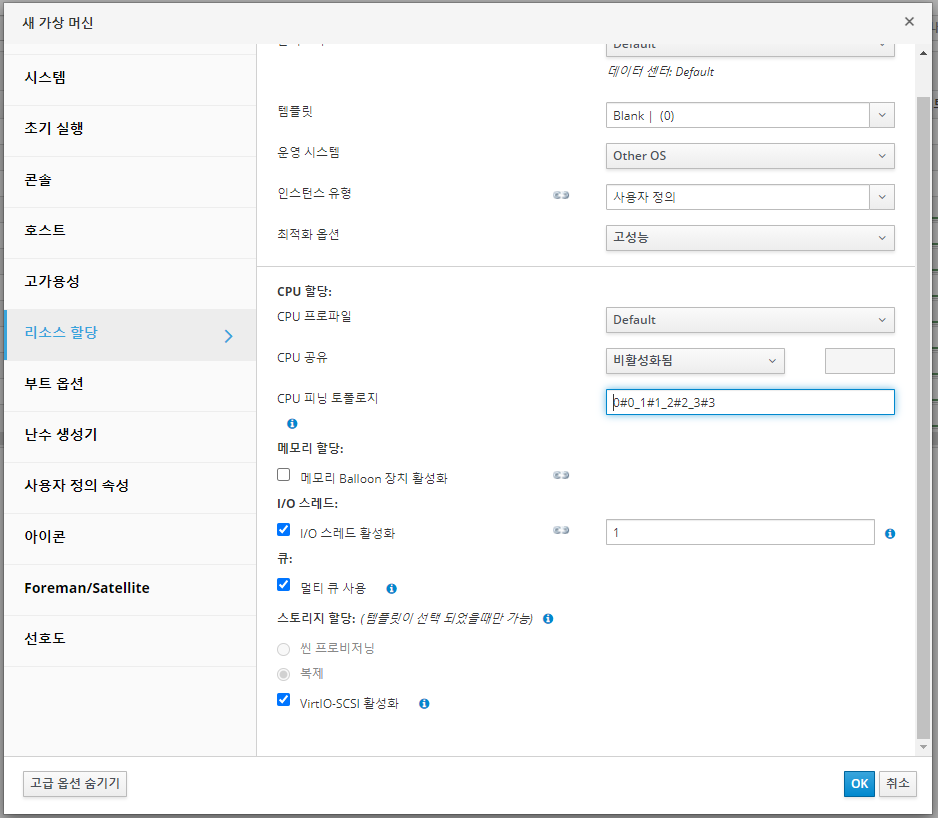 새 가상 머신
시스템
초기 실행
콘솔
호스트
고가용성
리소스 할당
부트 옵션
난수 생성기
사용자 정의 속성
아이콘
Foreman/Satellite
선호도
Default
데이터 센터: Default
템플릿 Blank | (0)
운영 시스템 Other OS
인스턴스 유형 사용자 정의
최적화 옵션 고성능
CPU 할당:
CPU 프로파일 Default
CPU 공유 비활성화됨
CPU 피닝 토폴로지 0#0_1#1_2#2_3#3
메모리 할당:
메모리 Balloon 장치 활성화
I/O 스레드:
I/O 스레드 활성화 1
큐:
멀티 큐 사용
스토리지 할당: (템플릿이 선택 되었을때만 가능)
씬 프로비저닝
복제
VirtIO-SCSI 활성화
고급 옵션 숨기기 OK 취소